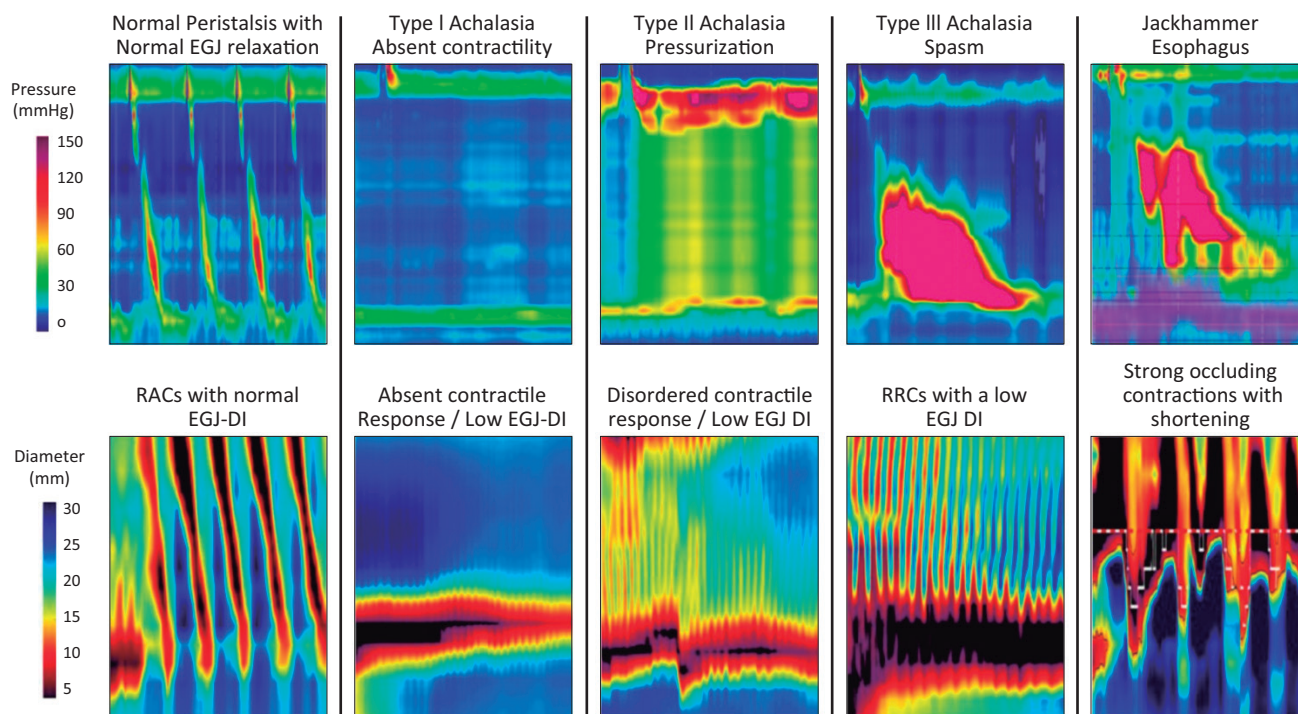 Normal Peristalsis with
Normal EGJ relaxation
Type I Achalasia
Absent contractility
Type II Achalasia
Pressurization
Type III Achalasia
Spasm
Jackhammer
Esophagus
Pressure
(mmHg)
150
120
90
60
30
o
RACs with normal
EGJ-DI
Absent contractile
Response / Low EGJ-DI
Disordered contractile
response / Low EGJ DI
RRCs with a low
EGJ DI
Strong occluding
contractions with
shortening
Diameter
(mm)
30
25
20
15
10
5